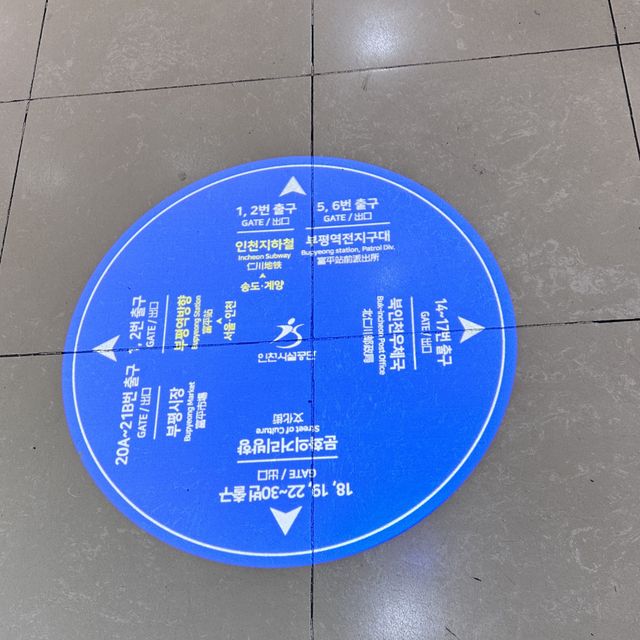 1, 2번 출구
GATE / 出口
인천지하철
Incheon Subway
仁川地铁
송도·계양
5, 6번 출구
GATE / 出口
부평역전지구대
Bupyeong station, Patrol Div.
富平站前派出所
14~17번 출구
GATE / 出口
북인천우체국
Buk-incheon Post Office
北仁川邮政局
18, 19, 22~30번 출구
GATE / 出口
문화의거리방향
Street of Culture
文化街
20A~21B번 출구
GATE / 出口
부평시장
Bupyeong Market
富平市场
1, 2번 출구
GATE / 出口
부평역방향
Bupyeong Station
富平站
서울·인천